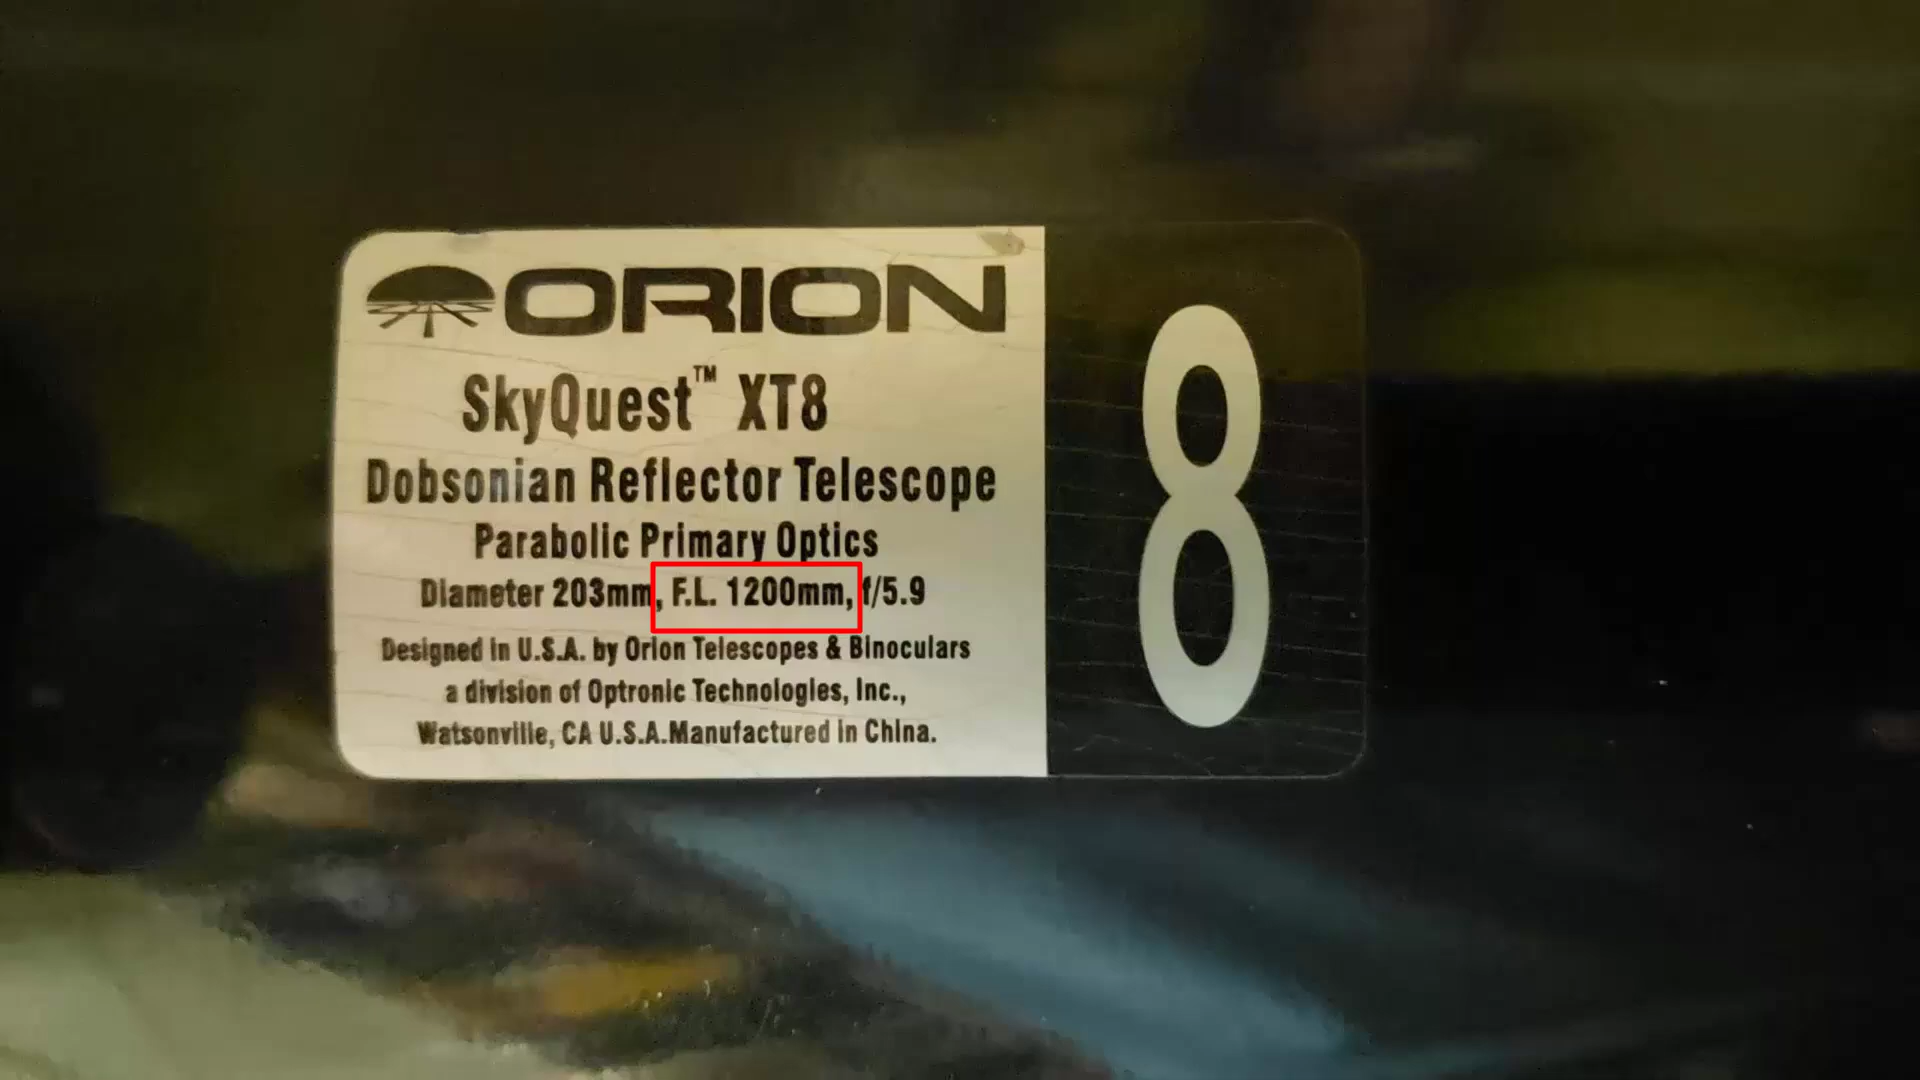 ORION
SkyQuest™ XT8
Dobsonian Reflector Telescope
Parabolic Primary Optics
Diameter 203mm, F.L. 1200mm, f/5.9
Designed in U.S.A. by Orion Telescopes & Binoculars
a division of Optronic Technologies, Inc.,
Watsonville, CA U.S.A.Manufactured in China.
8